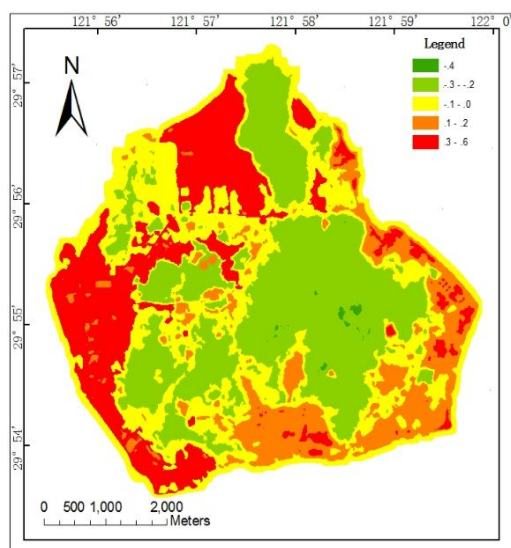 121° 56′ 121° 57′ 121° 58′ 121° 59′ 122° 0′
Legend
-.4
-.3 - -.2
-.1 - .0
.1 - .2
3 - .6
N
29° 57′
29° 56′
29° 55′
29° 54′
0 500 1,000 2,000
Meters